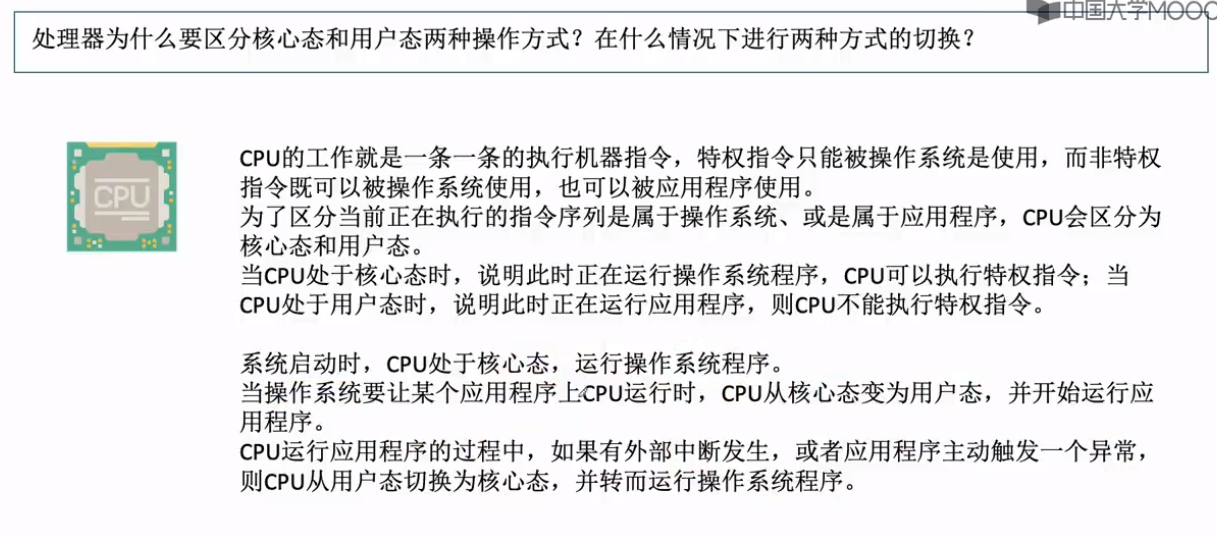 中国大学MOOC
处理器为什么要区分核心态和用户态两种操作方式？在什么情况下进行两种方式的切换？
CPU
CPU的工作就是一条一条的执行机器指令，特权指令只能被操作系统是使用，而非特权
指令既可以被操作系统使用，也可以被应用程序使用。
为了区分当前正在执行的指令序列是属于操作系统、或是属于应用程序，CPU会区分为
核心态和用户态。
当CPU处于核心态时，说明此时正在运行操作系统程序，CPU可以执行特权指令；当
CPU处于用户态时，说明此时正在运行应用程序，则CPU不能执行特权指令。
系统启动时，CPU处于核心态，运行操作系统程序。
当操作系统要让某个应用程序上CPU运行时，CPU从核心态变为用户态，并开始运行应
用程序。
CPU运行应用程序的过程中，如果有外部中断发生，或者应用程序主动触发一个异常，
则CPU从用户态切换为核心态，并转而运行操作系统程序。